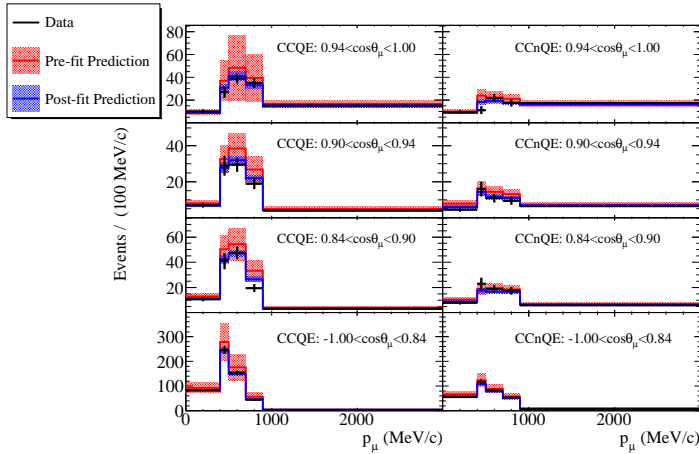 Data
Pre-fit Prediction
Post-fit Prediction
Events / (100 MeV/c)
80
60
40
20
CCQE: 0.94<cosθμ<1.00
CCnQE: 0.94<cosθμ<1.00
40
20
CCQE: 0.90<cosθμ<0.94
CCnQE: 0.90<cosθμ<0.94
60
40
20
CCQE: 0.84<cosθμ<0.90
CCnQE: 0.84<cosθμ<0.90
300
200
100
0
CCQE: -1.00<cosθμ<0.84
CCnQE: -1.00<cosθμ<0.84
0 1000 2000 1000 2000
pμ (MeV/c) pμ (MeV/c)